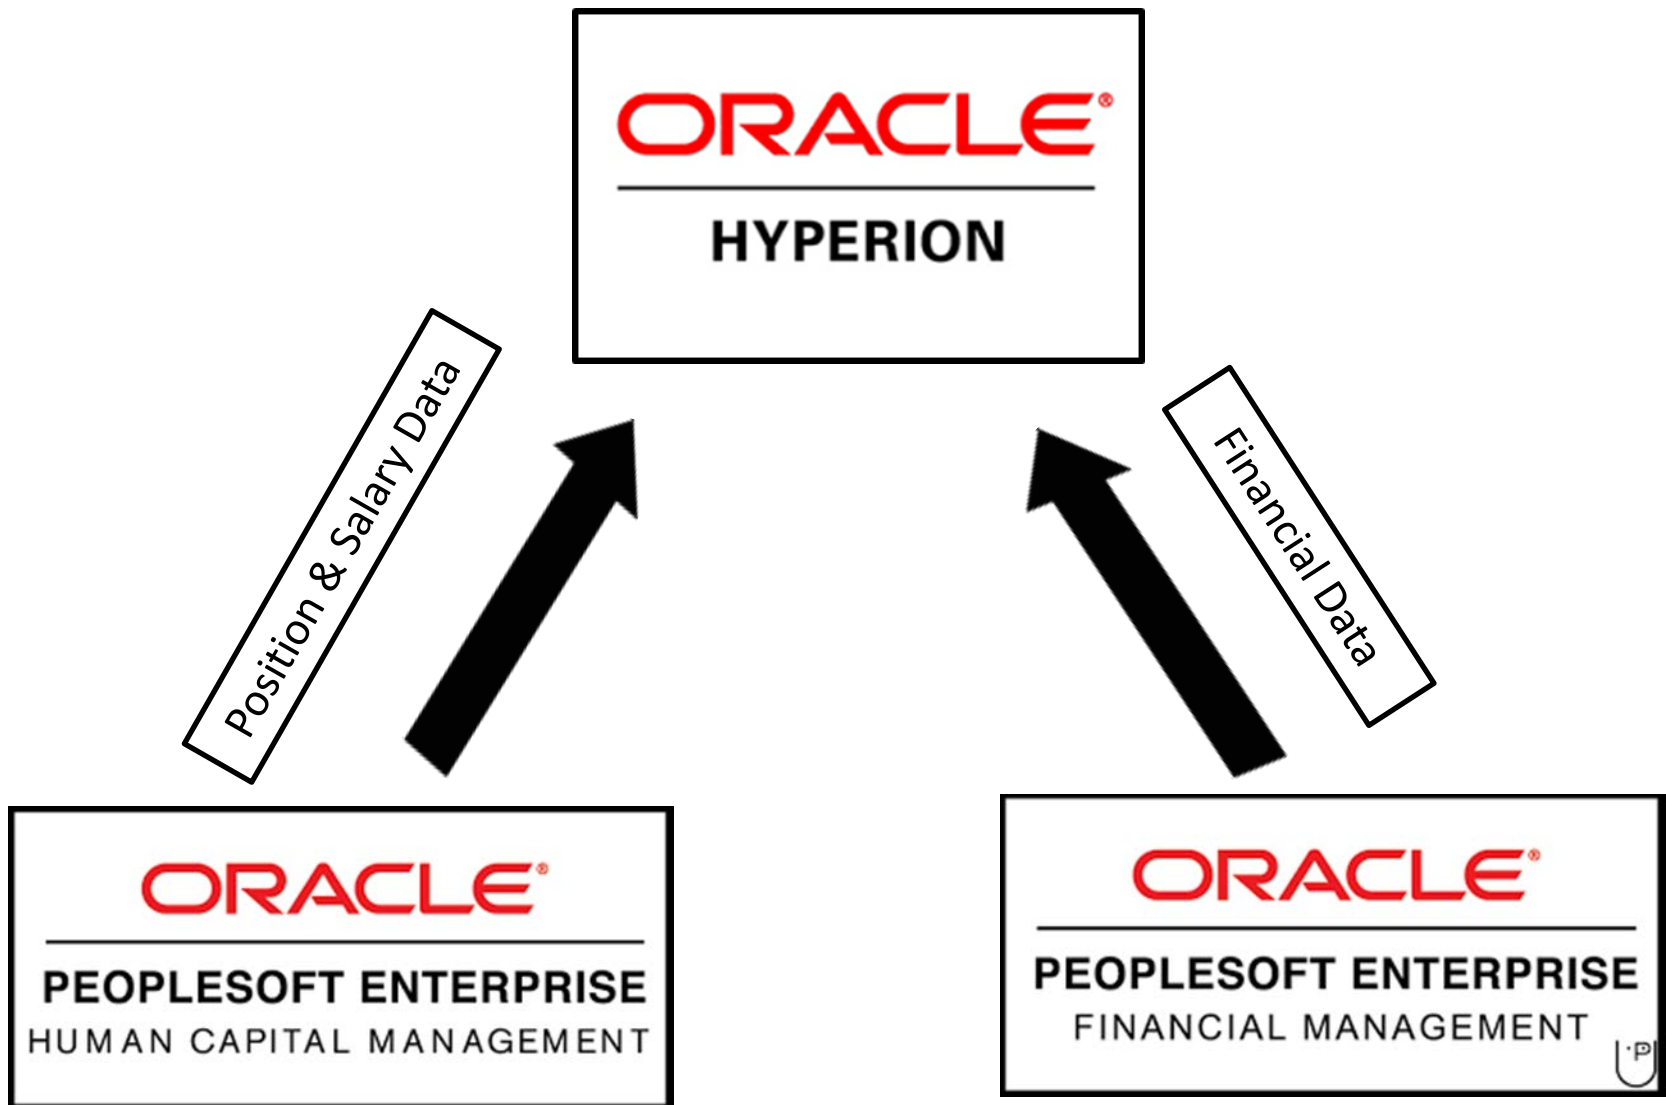 ORACLE®
HYPERION
Position & Salary Data
Financial Data
ORACLE®
PEOPLESOFT ENTERPRISE
HUMAN CAPITAL MANAGEMENT
ORACLE®
PEOPLESOFT ENTERPRISE
FINANCIAL MANAGEMENT